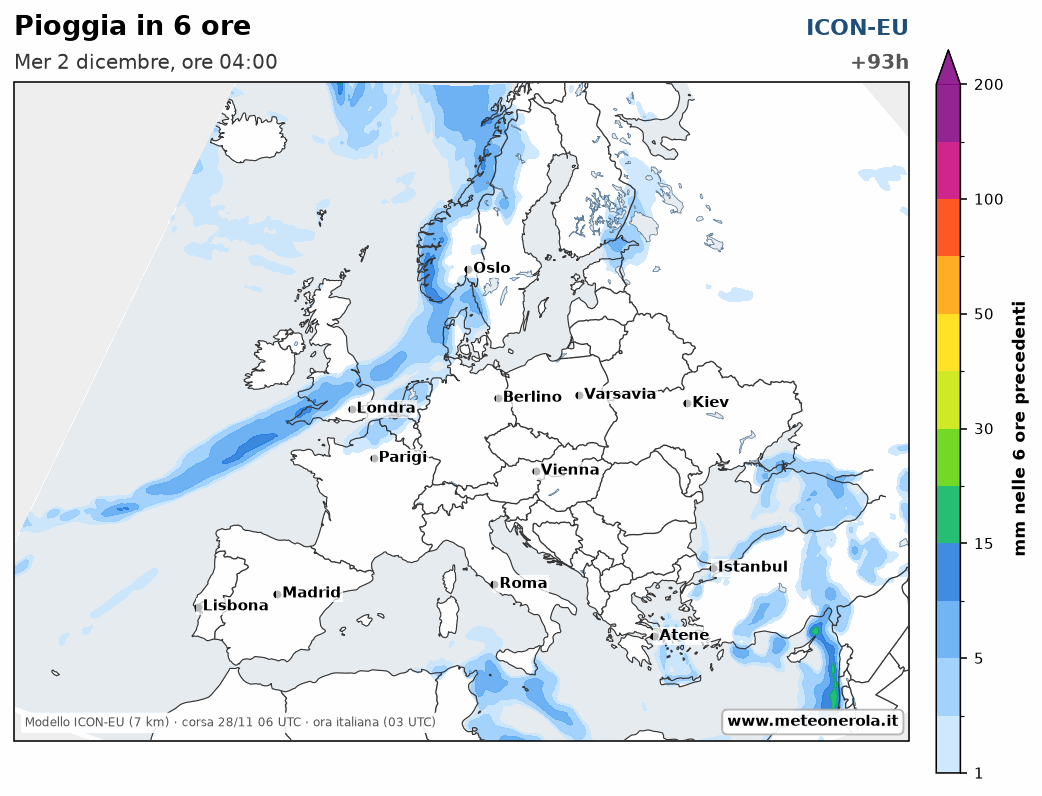 Pioggia in 6 ore
ICON-EU
Mer 2 dicembre, ore 04:00
+93h
200
100
50
30
15
5
1
mm nelle 6 ore precedenti
Oslo
Berlino
Varsavia
Kiev
Londra
Parigi
Vienna
Istanbul
Roma
Madrid
Lisbona
Atene
Modello ICON-EU (7 km) · corsa 28/11 06 UTC · ora italiana (03 UTC)
www.meteonerola.it